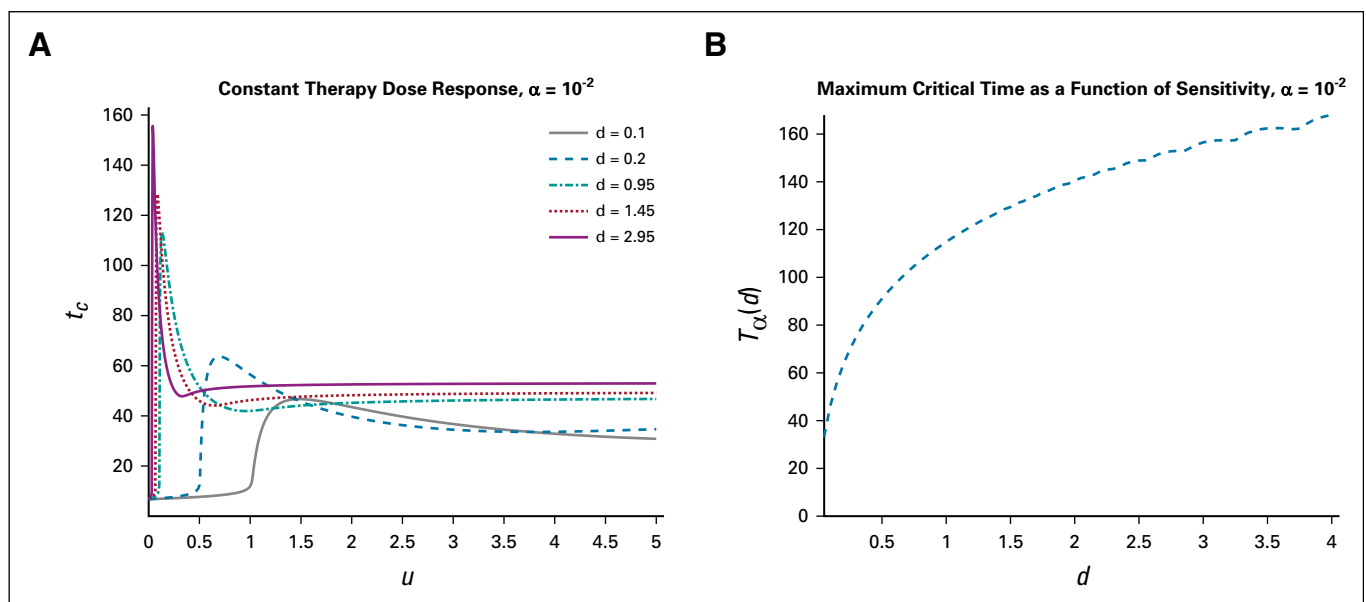 A
Constant Therapy Dose Response, α = 10⁻²
160
140
120
100
80
60
40
20
0
0.5
1
1.5
2
2.5
3
3.5
4
4.5
5
t_c
u
d = 0.1
d = 0.2
d = 0.95
d = 1.45
d = 2.95
B
Maximum Critical Time as a Function of Sensitivity, α = 10⁻²
160
140
120
100
80
60
40
20
0
0.5
1
1.5
2
2.5
3
3.5
4
T_α(d)
d